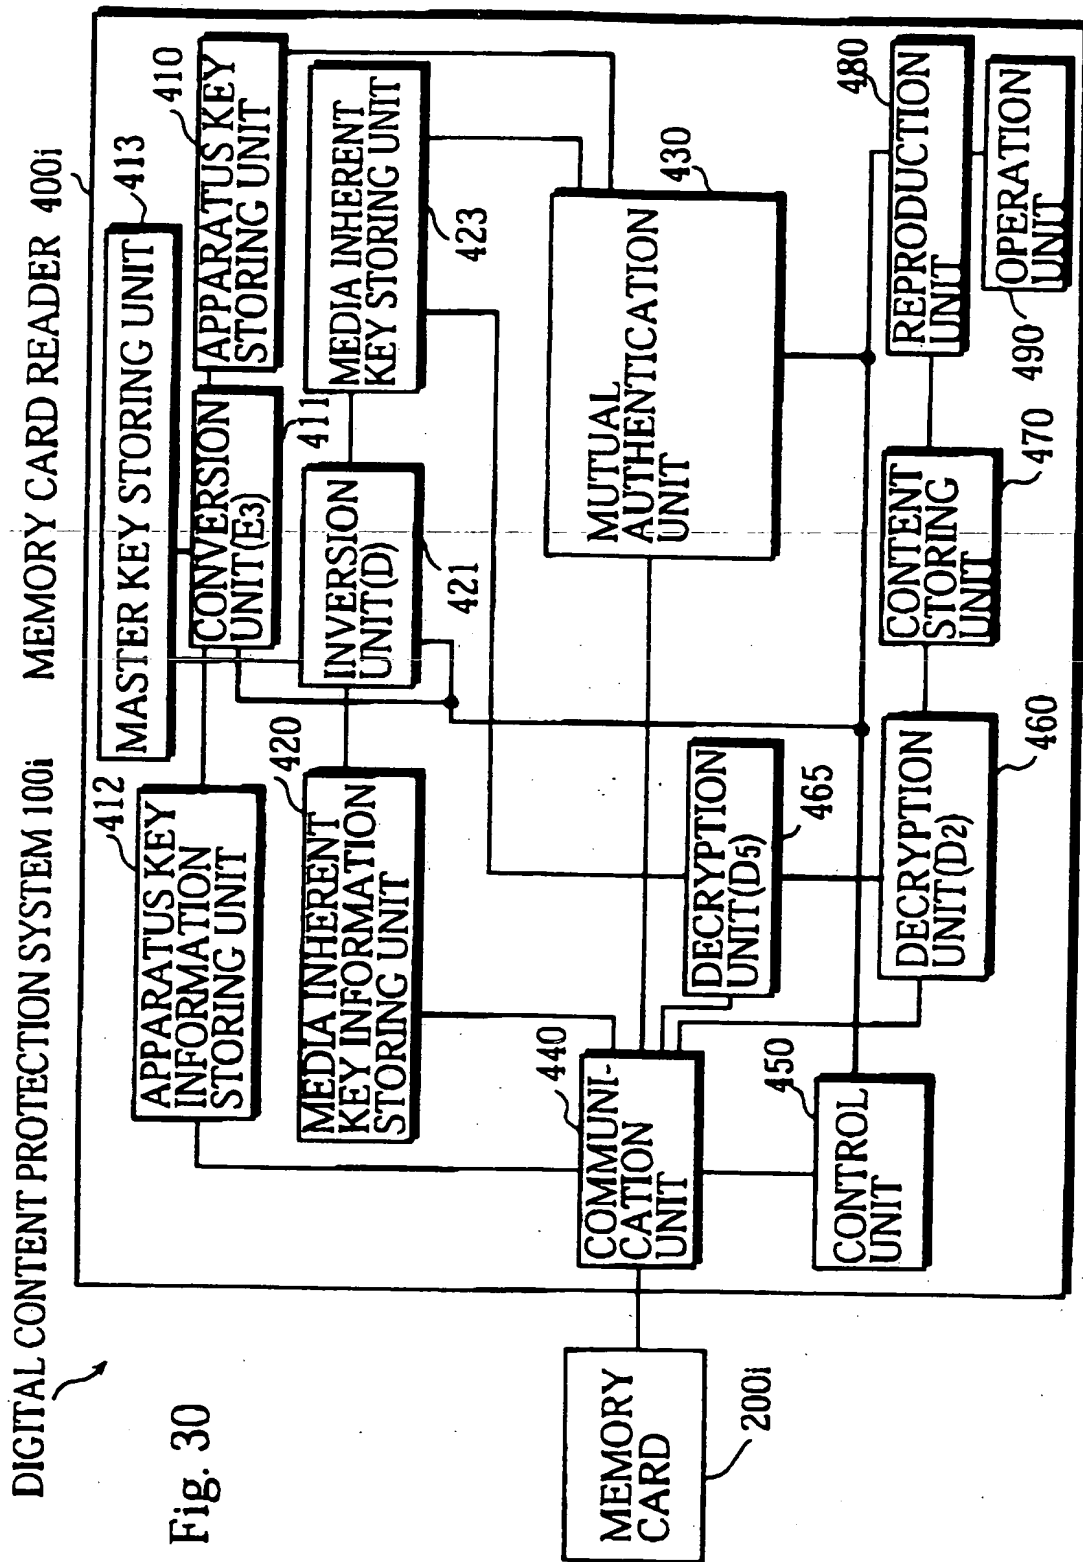 DIGITAL CONTENT PROTECTION SYSTEM 100i
MEMORY CARD READER 400i
Fig. 30
MASTER KEY STORING UNIT
413
412
APPARATUS KEY
INFORMATION
STORING UNIT
CONVERSION
UNIT(E3)
411
APPARATUS KEY
STORING UNIT
410
420
MEDIA INHERENT
KEY INFORMATION
STORING UNIT
INVERSION
UNIT(D)
421
MEDIA INHERENT
KEY STORING UNIT
423
MEMORY
CARD
200i
440
COMMUNI-
CATION
UNIT
MUTUAL
AUTHENTICATION
UNIT
430
DECRYPTION
UNIT(D5)
465
450
CONTROL
UNIT
DECRYPTION
UNIT(D2)
460
CONTENT
STORING
UNIT
470
REPRODUCTION
UNIT
480
OPERATION
UNIT
490